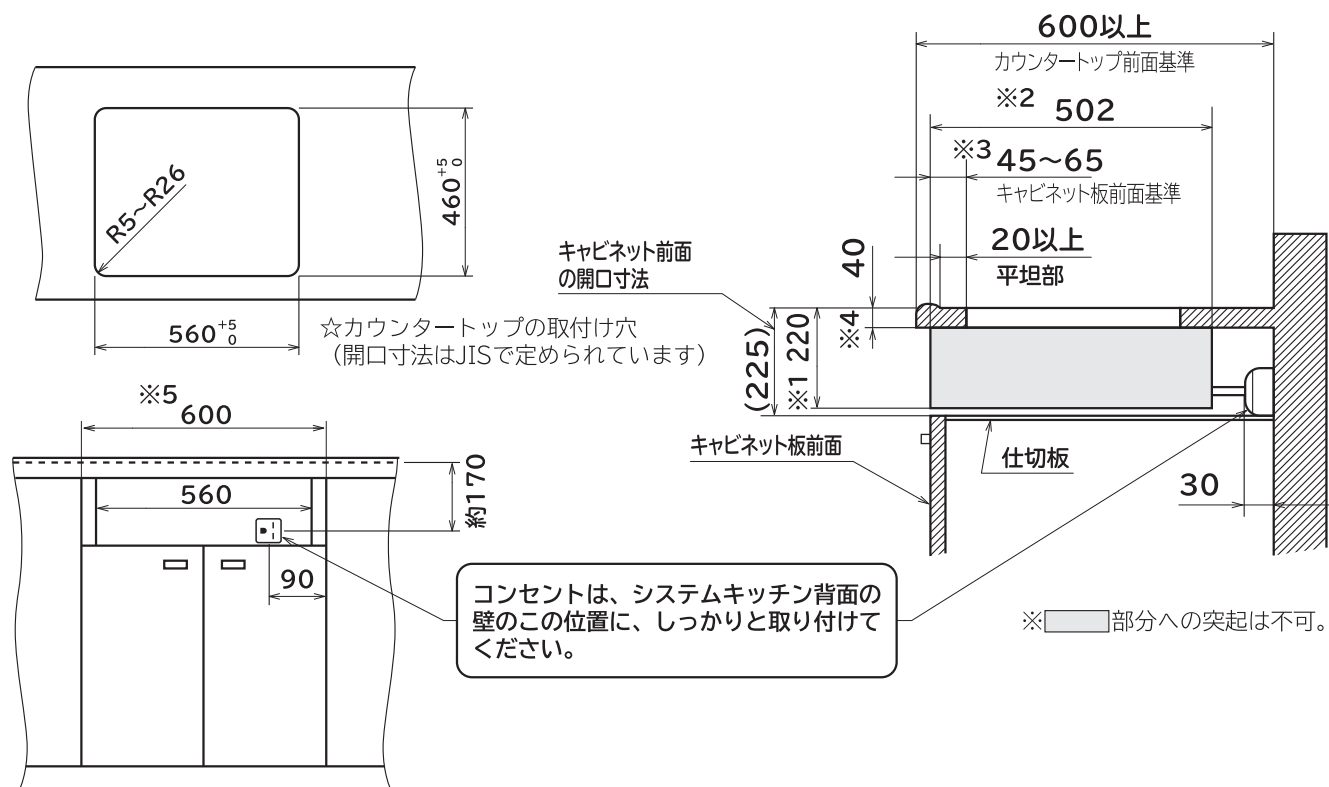 R5～R26
460 +5 0
560 +5 0
☆カウンタートップの取付け穴
（開口寸法はJISで定められています）
※5
600
560
約170
90
600以上
カウンタートップ前面基準
※2
502
※3 45～65
キャビネット板前面基準
20以上
平坦部
40
※4
キャビネット前面
の開口寸法
(225)
※1 220
キャビネット板前面
仕切板
30
コンセントは、システムキッチン背面の
壁のこの位置に、しっかりと取り付けて
ください。
※ 部分への突起は不可。